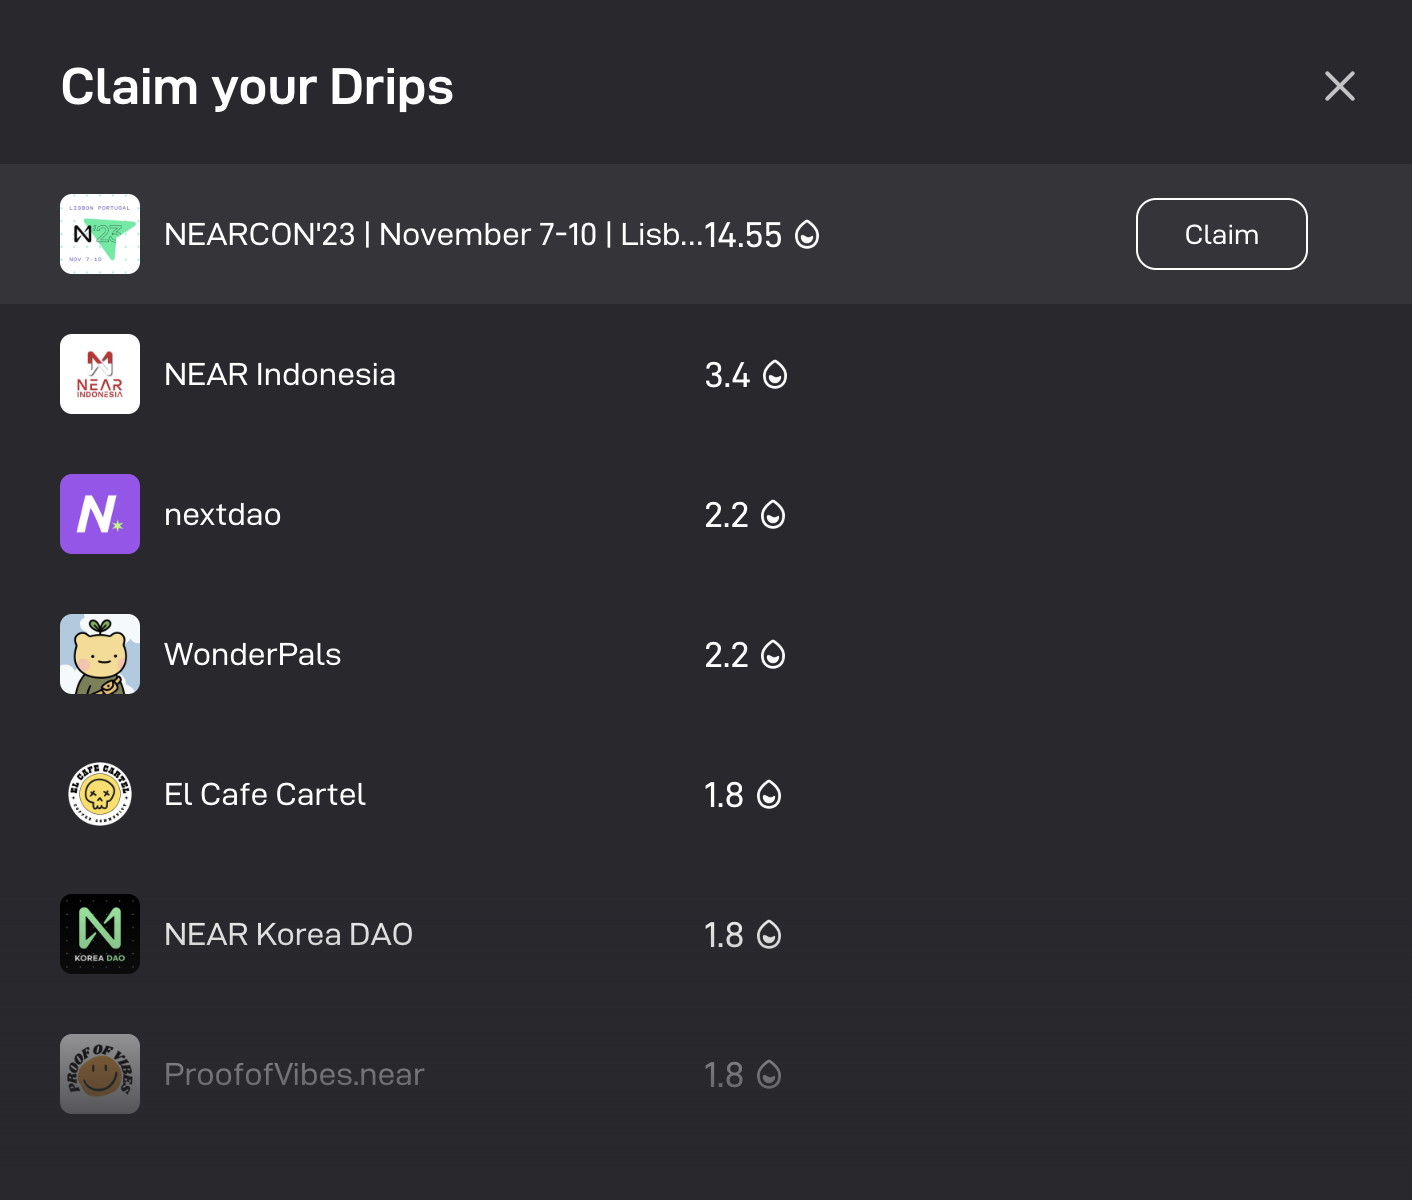 Claim your Drips
LISBON PORTUGAL
N '23
NOV 7-10
NEARCON'23 | November 7-10 | Lisb... 14.55
Claim
NEAR
INDONESIA
NEAR Indonesia 3.4
N
nextdao 2.2
WonderPals 2.2
EL CAFE CARTEL
COFFEE COMMUNITY
El Cafe Cartel 1.8
KOREA DAO
NEAR Korea DAO 1.8
PROOF OF VIBES
ProofofVibes.near 1.8